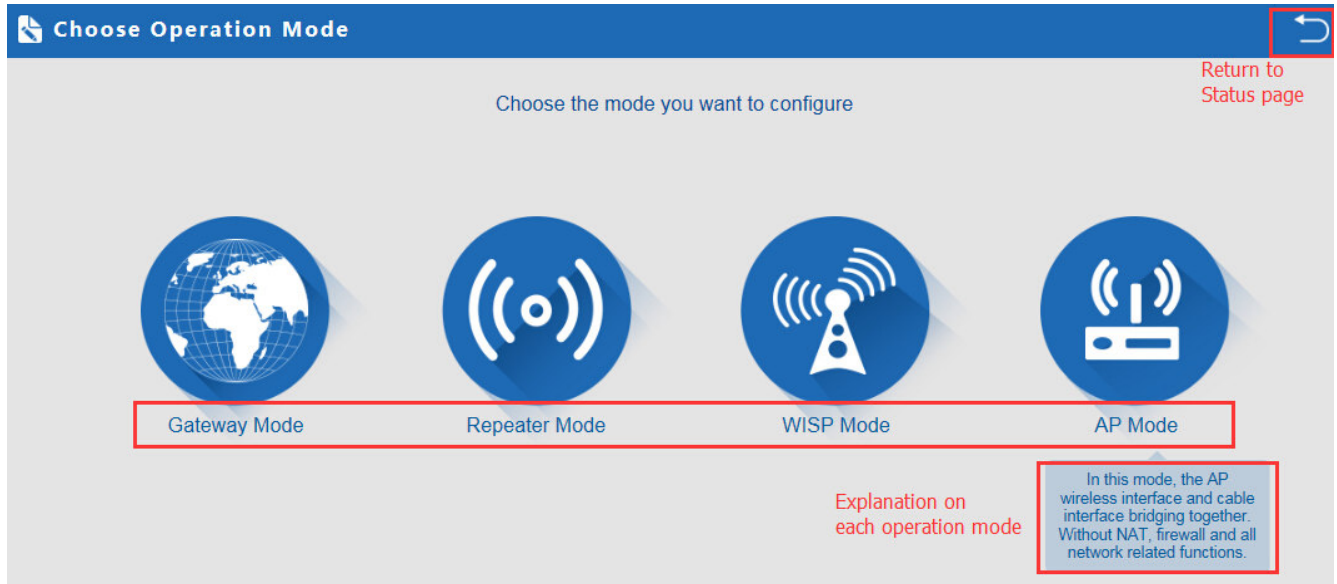 Choose Operation Mode
Return to
Status page
Choose the mode you want to configure
Gateway Mode
Repeater Mode
WISP Mode
AP Mode
Explanation on
each operation mode
In this mode, the AP
wireless interface and cable
interface bridging together.
Without NAT, firewall and all
network related functions.